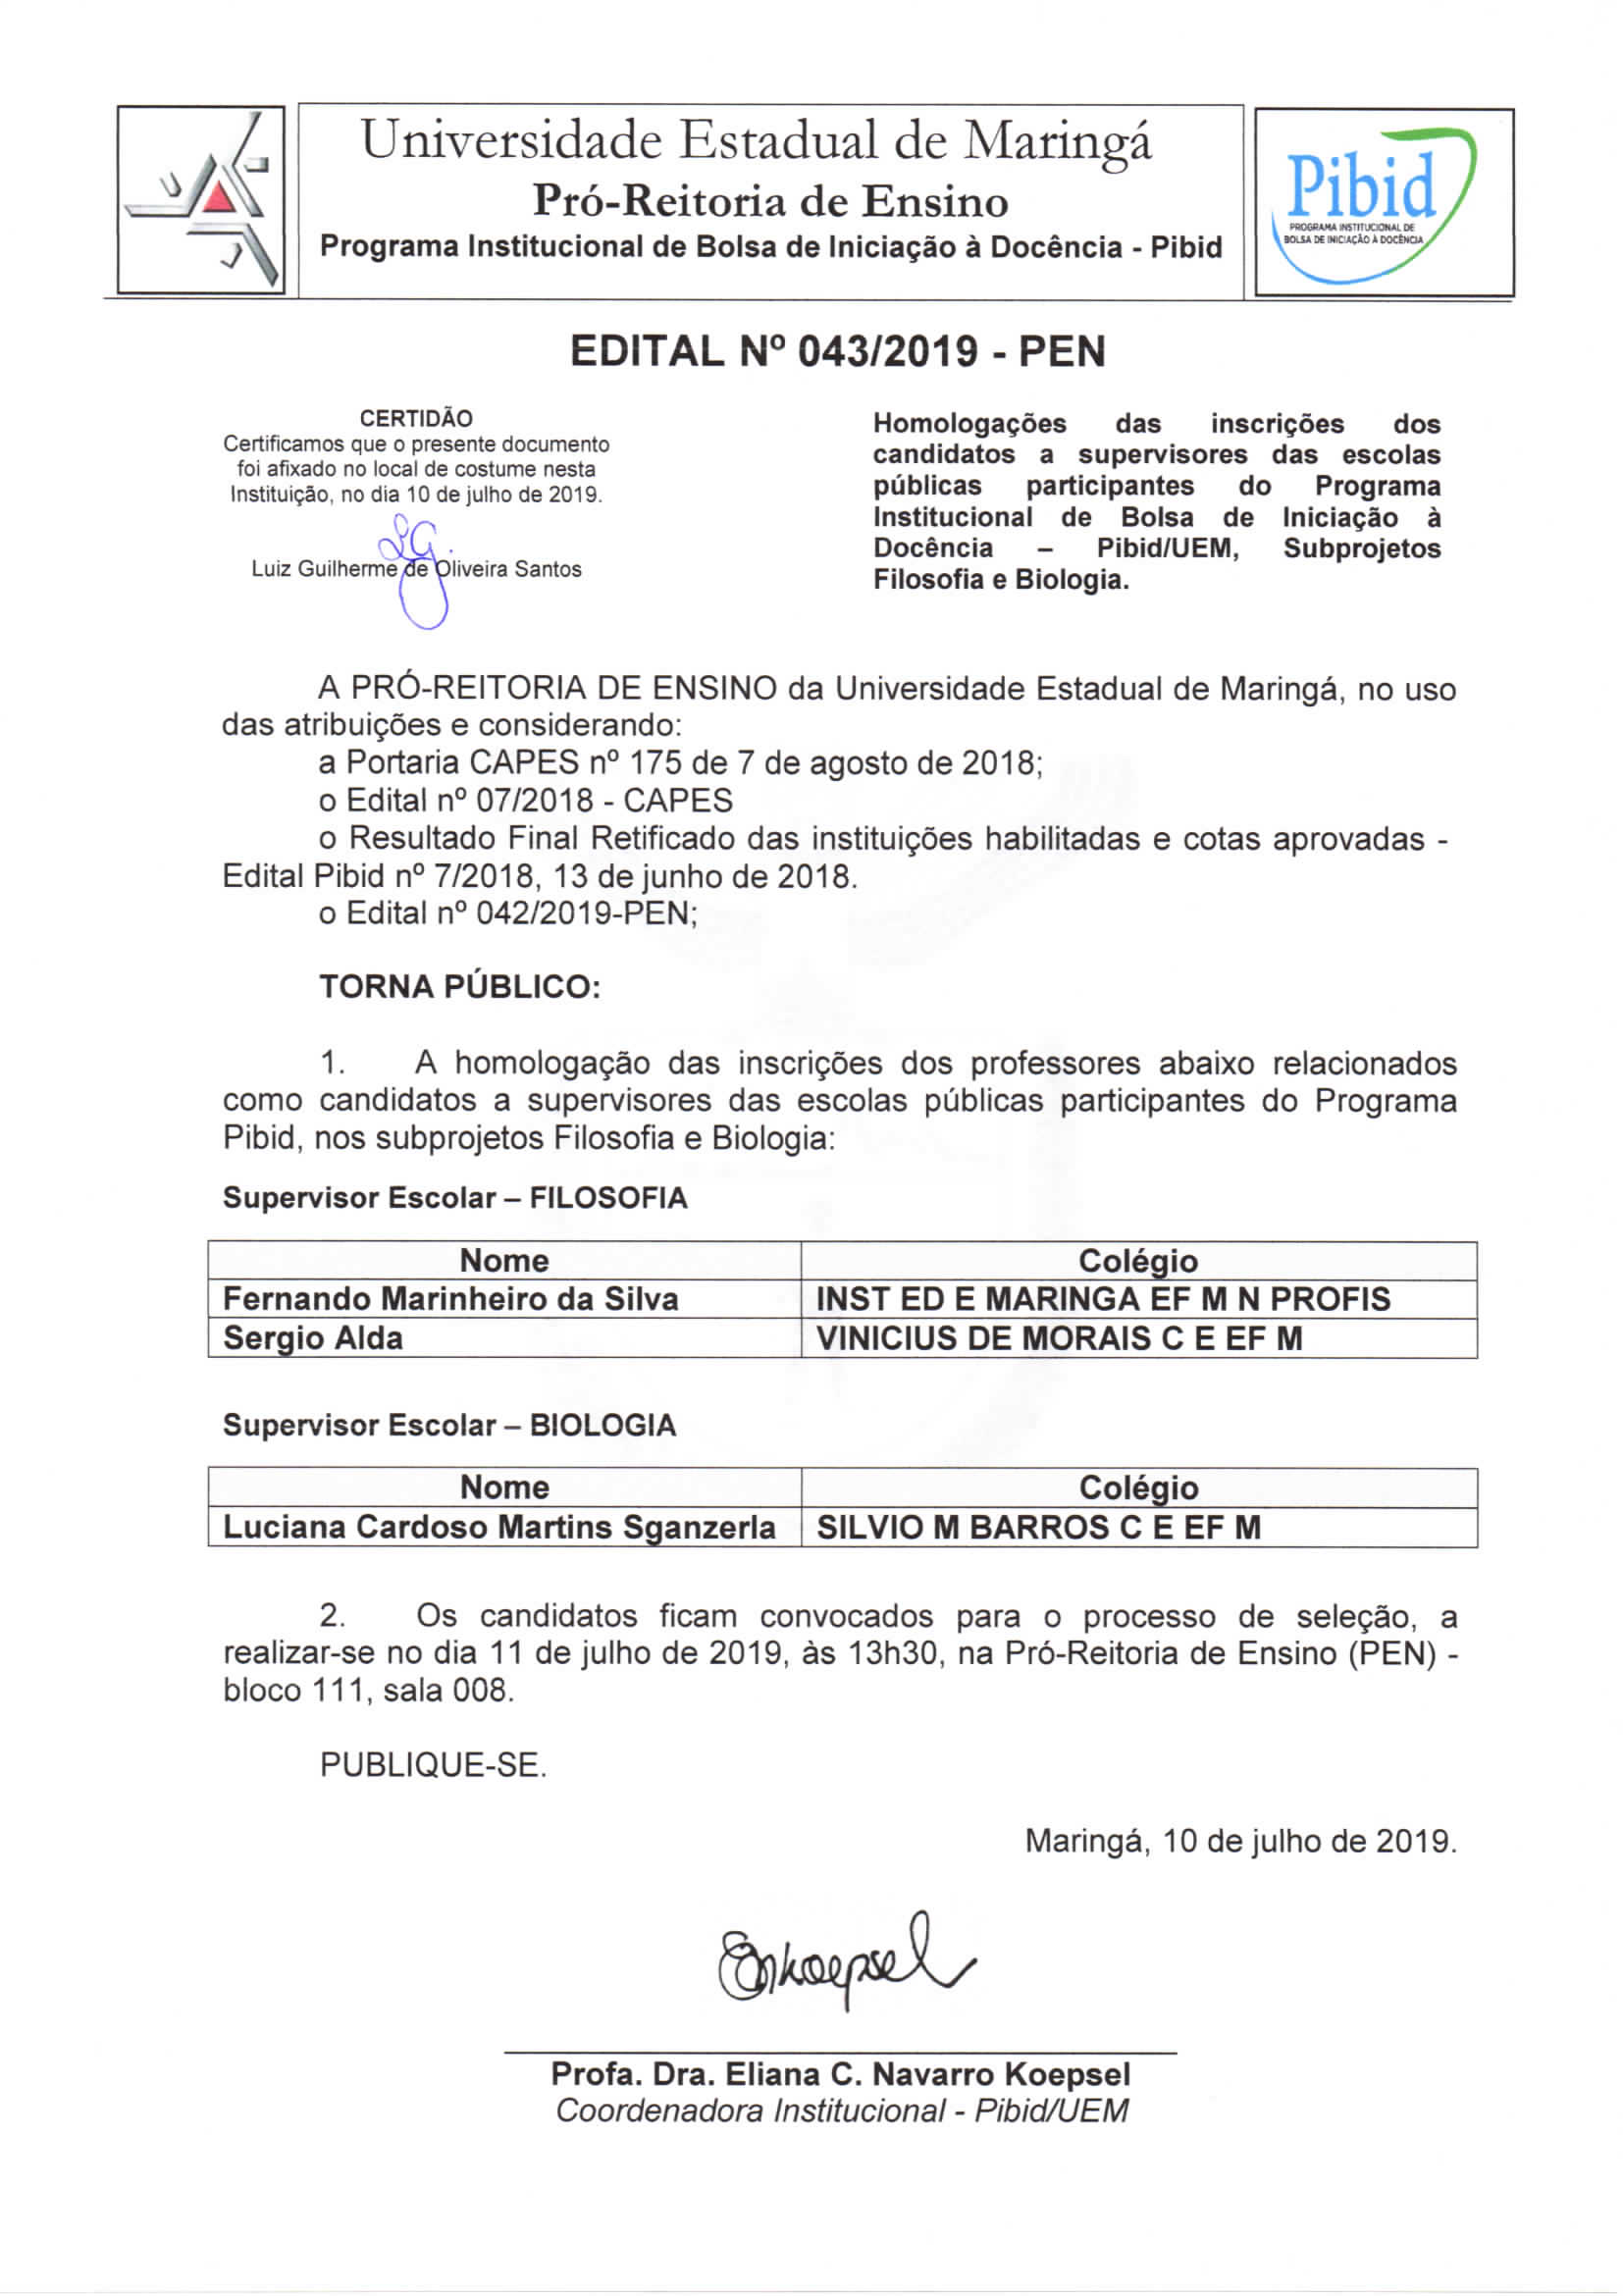 Universidade Estadual de Maringá
Pró-Reitoria de Ensino
Programa Institucional de Bolsa de Iniciação à Docência - Pibid
Pibid
PROGRAMA INSTITUCIONAL DE
BOLSA DE INICIAÇÃO À DOCÊNCIA
EDITAL Nº 043/2019 - PEN
CERTIDÃO
Certificamos que o presente documento
foi afixado no local de costume nesta
Instituição, no dia 10 de julho de 2019.
Luiz Guilherme de Oliveira Santos
Homologações das inscrições dos
candidatos a supervisores das escolas
públicas participantes do Programa
Institucional de Bolsa de Iniciação à
Docência – Pibid/UEM, Subprojetos
Filosofia e Biologia.
A PRÓ-REITORIA DE ENSINO da Universidade Estadual de Maringá, no uso
das atribuições e considerando:
a Portaria CAPES nº 175 de 7 de agosto de 2018;
o Edital nº 07/2018 - CAPES
o Resultado Final Retificado das instituições habilitadas e cotas aprovadas -
Edital Pibid nº 7/2018, 13 de junho de 2018.
o Edital nº 042/2019-PEN;
TORNA PÚBLICO:
1. A homologação das inscrições dos professores abaixo relacionados
como candidatos a supervisores das escolas públicas participantes do Programa
Pibid, nos subprojetos Filosofia e Biologia:
Supervisor Escolar – FILOSOFIA
Nome Colégio
Fernando Marinheiro da Silva INST ED E MARINGA EF M N PROFIS
Sergio Alda VINICIUS DE MORAIS C E EF M
Supervisor Escolar – BIOLOGIA
Nome Colégio
Luciana Cardoso Martins Sganzerla SILVIO M BARROS C E EF M
2. Os candidatos ficam convocados para o processo de seleção, a
realizar-se no dia 11 de julho de 2019, às 13h30, na Pró-Reitoria de Ensino (PEN) -
bloco 111, sala 008.
PUBLIQUE-SE.
Maringá, 10 de julho de 2019.
Profa. Dra. Eliana C. Navarro Koepsel
Coordenadora Institucional - Pibid/UEM